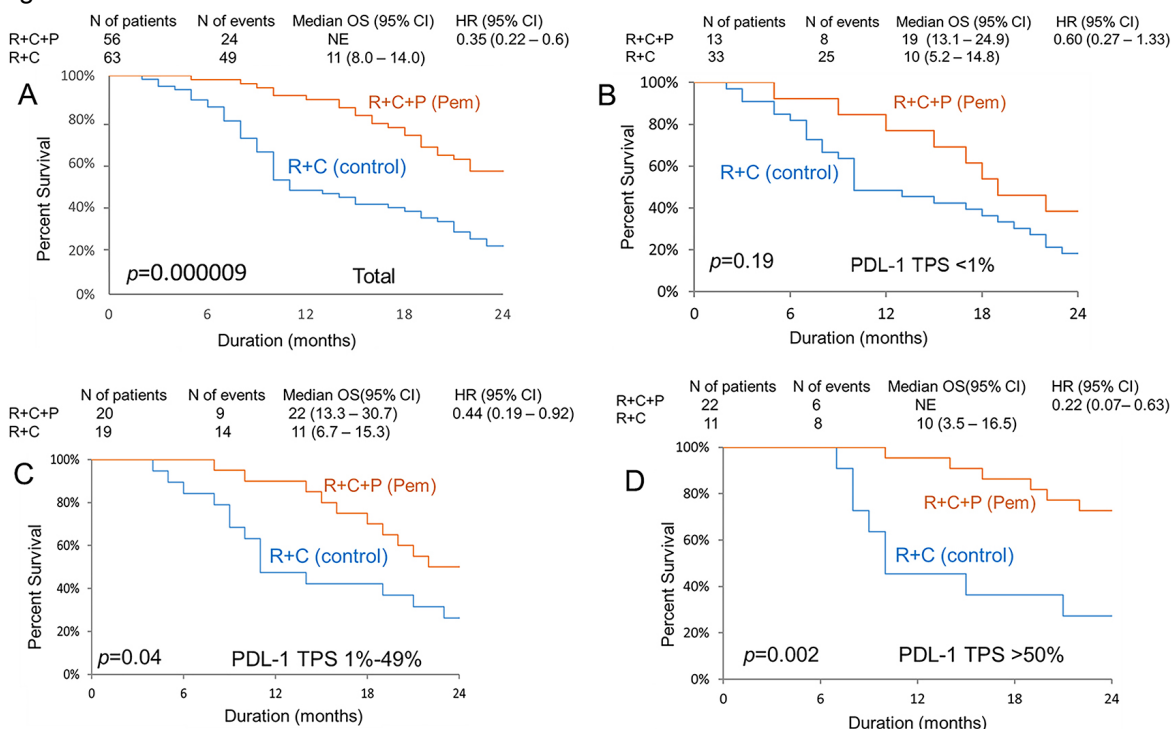 N of patients N of events Median OS (95% CI) HR (95% CI)
R+C+P 56 24 NE 0.35 (0.22 – 0.6)
R+C 63 49 11 (8.0 – 14.0)
A
100%
80%
60%
40%
20%
0%
Percent Survival
R+C+P (Pem)
R+C (control)
p=0.000009 Total
0 6 12 18 24
Duration (months)
N of patients N of events Median OS (95% CI) HR (95% CI)
R+C+P 13 8 19 (13.1 – 24.9) 0.60 (0.27 – 1.33)
R+C 33 25 10 (5.2 – 14.8)
B
100%
80%
60%
40%
20%
0%
Percent Survival
R+C+P (Pem)
R+C (control)
p=0.19 PDL-1 TPS <1%
0 6 12 18 24
Duration (months)
N of patients N of events Median OS(95% CI) HR (95% CI)
R+C+P 20 9 22 (13.3 – 30.7) 0.44 (0.19 – 0.92)
R+C 19 14 11 (6.7 – 15.3)
C
100%
80%
60%
40%
20%
0%
Percent Survival
R+C+P (Pem)
R+C (control)
p=0.04 PDL-1 TPS 1%-49%
0 6 12 18 24
Duration (months)
N of patients N of events Median OS(95% CI) HR (95% CI)
R+C+P 22 6 NE 0.22 (0.07– 0.63)
R+C 11 8 10 (3.5 – 16.5)
D
100%
80%
60%
40%
20%
0%
Percent Survival
R+C+P (Pem)
R+C (control)
p=0.002 PDL-1 TPS >50%
0 6 12 18 24
Duration (months)